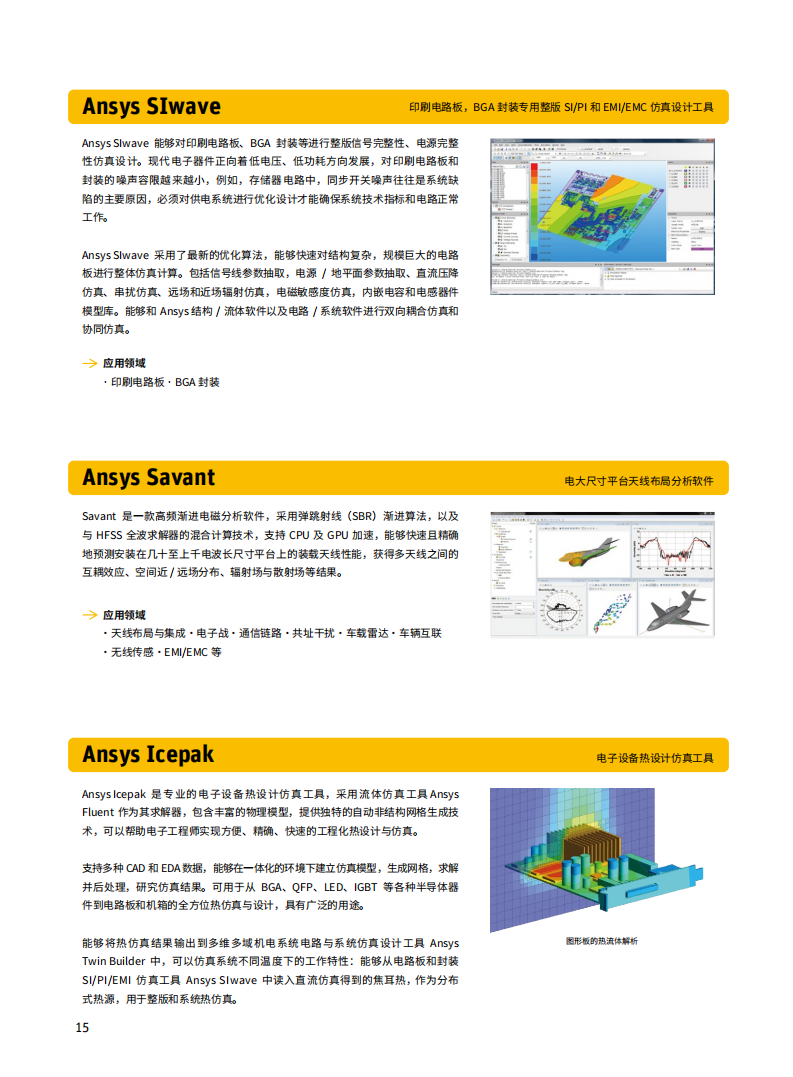 Ansys SIwave
印刷电路板，BGA 封装专用整版 SI/PI 和 EMI/EMC 仿真设计工具
Ansys SIwave 能够对印刷电路板、BGA 封装等进行整版信号完整性、电源完整
性仿真设计。现代电子器件正向着低电压、低功耗方向发展，对印刷电路板和
封装的噪声容限越来越小，例如，存储器电路中，同步开关噪声往往是系统缺
陷的主要原因，必须对供电系统进行优化设计才能确保系统技术指标和电路正常
工作。
Ansys SIwave 采用了最新的优化算法，能够快速对结构复杂，规模巨大的电路
板进行整体仿真计算。包括信号线参数抽取，电源 / 地平面参数抽取、直流压降
仿真、串扰仿真、远场和近场辐射仿真，电磁敏感度仿真，内嵌电容和电感器件
模型库。能够和 Ansys 结构 / 流体软件以及电路 / 系统软件进行双向耦合仿真和
协同仿真。
应用领域
· 印刷电路板 · BGA 封装
Ansys Savant
电大尺寸平台天线布局分析软件
Savant 是一款高频渐进电磁分析软件，采用弹跳射线（SBR）渐进算法，以及
与 HFSS 全波求解器的混合计算技术，支持 CPU 及 GPU 加速，能够快速且精确
地预测安装在几十至上千电波长尺寸平台上的装载天线性能，获得多天线之间的
互耦效应、空间近 / 远场分布、辐射场与散射场等结果。
应用领域
· 天线布局与集成 · 电子战 · 通信链路 · 共址干扰 · 车载雷达 · 车辆互联
· 无线传感 · EMI/EMC 等
Ansys Icepak
电子设备热设计仿真工具
Ansys Icepak 是专业的电子设备热设计仿真工具，采用流体仿真工具 Ansys
Fluent 作为其求解器，包含丰富的物理模型，提供独特的自动非结构网格生成技
术，可以帮助电子工程师实现方便、精确、快速的工程化热设计与仿真。
支持多种 CAD 和 EDA 数据，能够在一体化的环境下建立仿真模型，生成网格，求解
并后处理，研究仿真结果。可用于从 BGA、QFP、LED、IGBT 等各种半导体器
件到电路板和机箱的全方位热仿真与设计，具有广泛的用途。
图形板的热流体解析
能够将热仿真结果输出到多维多域机电系统电路与系统仿真设计工具 Ansys
Twin Builder 中，可以仿真系统不同温度下的工作特性：能够从电路板和封装
SI/PI/EMI 仿真工具 Ansys SIwave 中读入直流仿真得到的焦耳热，作为分布
式热源，用于整版和系统热仿真。
15